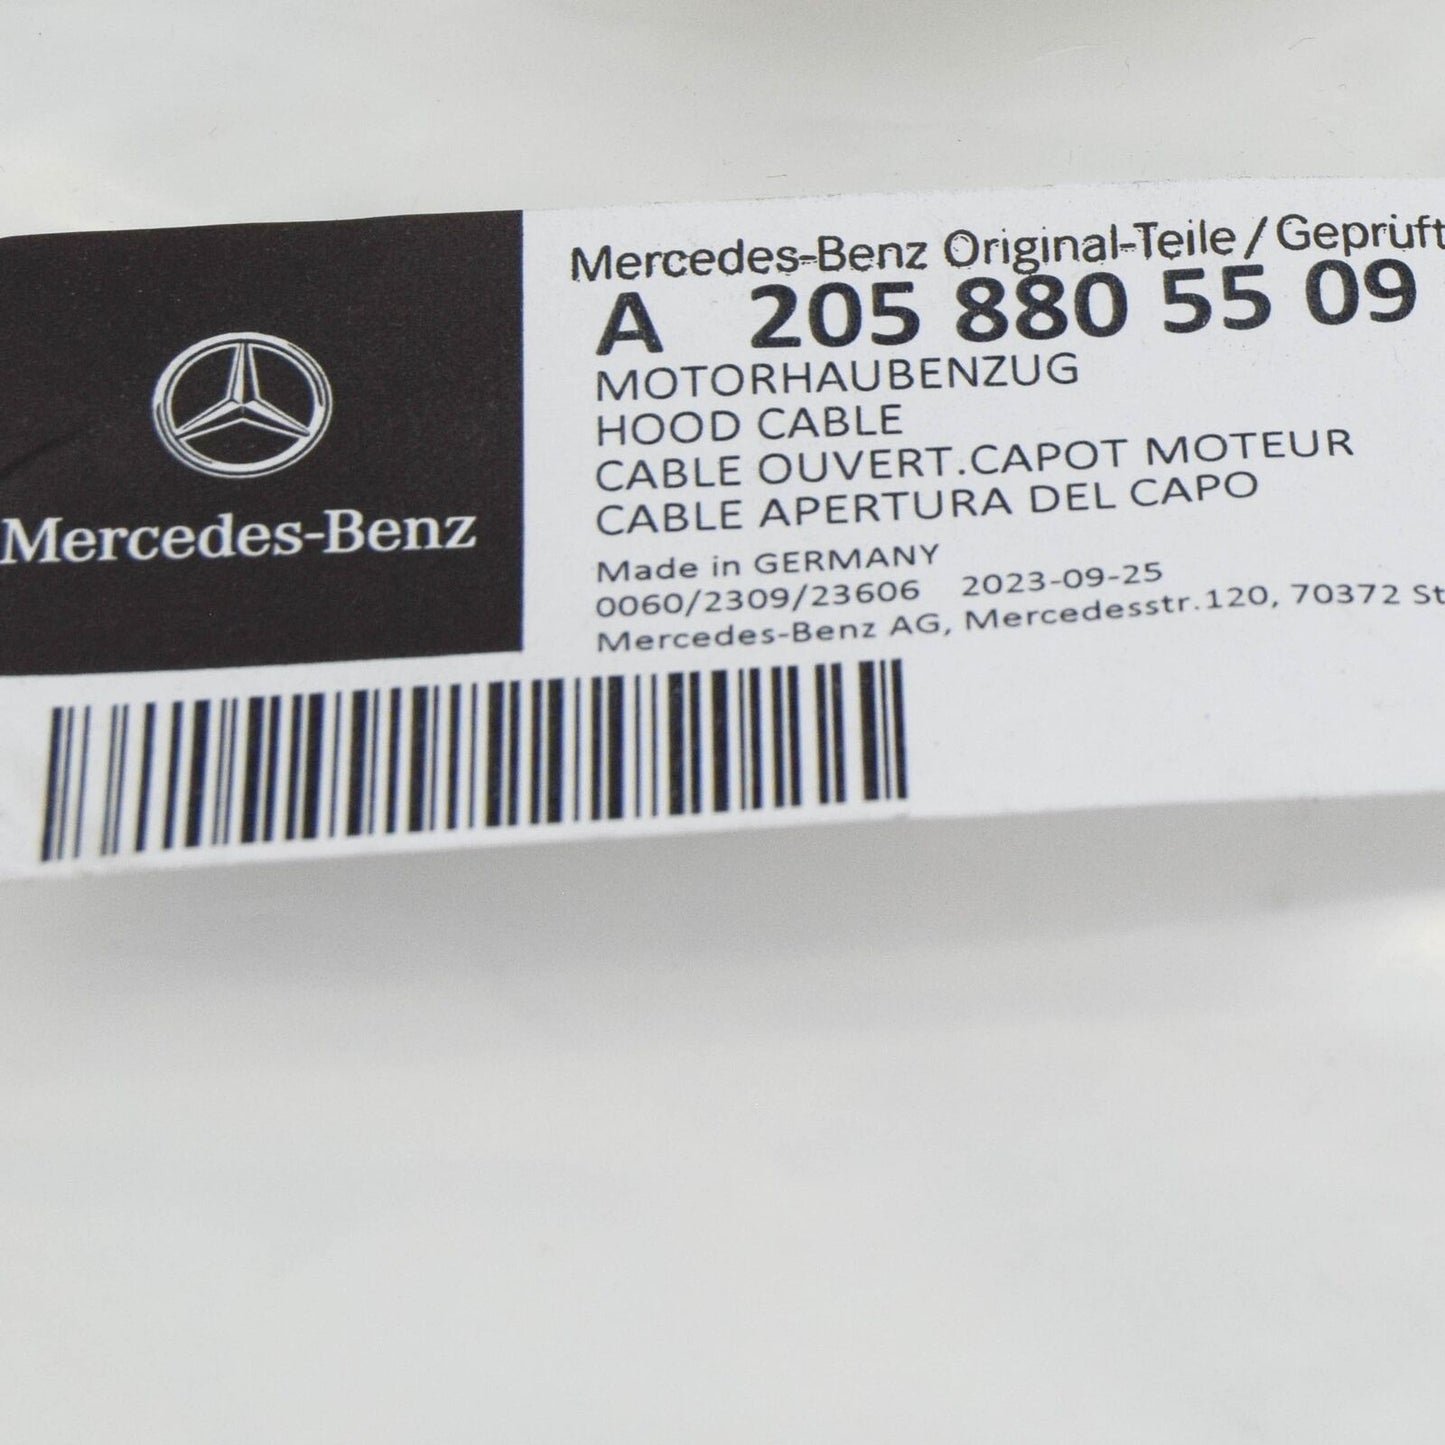 Mercedes-Benz
Mercedes-Benz Original-Teile / Geprüft
A 205 880 55 09
MOTORHAUBENZUG
HOOD CABLE
CABLE OUVERT.CAPOT MOTEUR
CABLE APERTURA DEL CAPO
Made in GERMANY
0060/2309/23606 2023-09-25
Mercedes-Benz AG, Mercedesstr.120, 70372 St